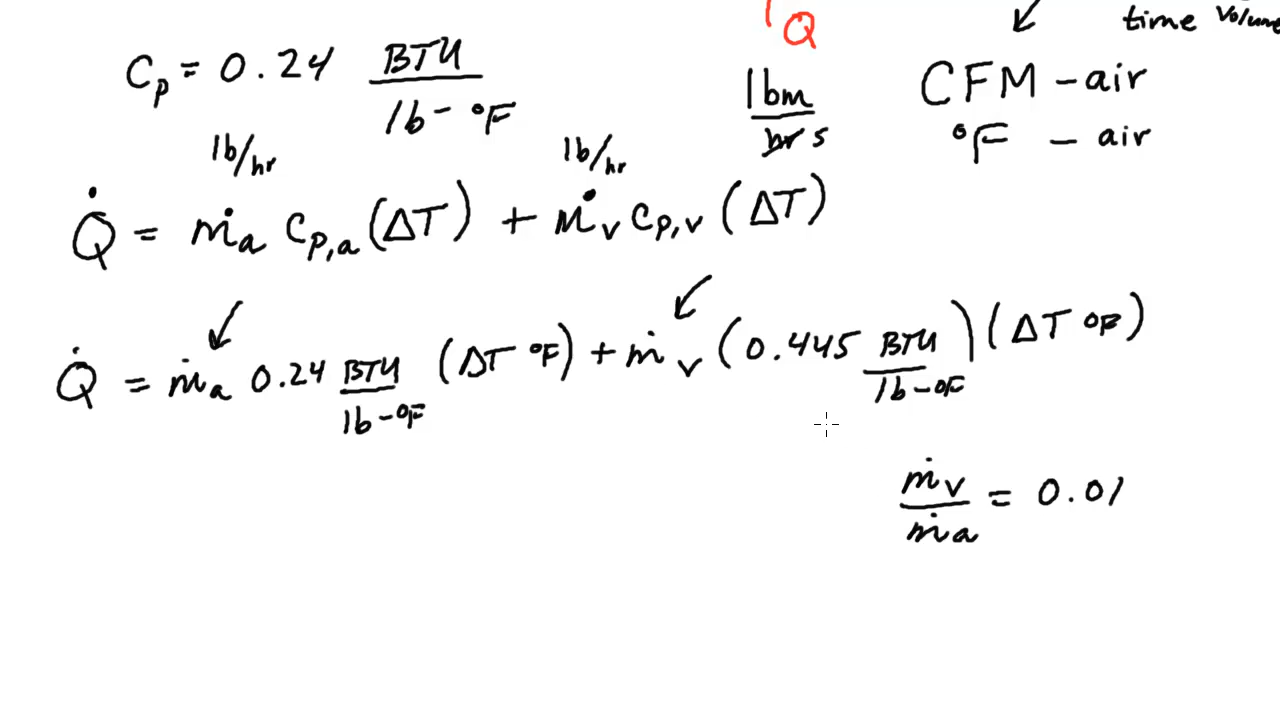 Q
time Volume
Cp = 0.24 BTU / lb-°F
lbm / hr s
CFM - air
°F - air
lb/hr lb/hr
Q̇ = ṁa Cp,a (ΔT) + ṁv Cp,v (ΔT)
Q̇ = ṁa 0.24 BTU / lb-°F (ΔT °F) + ṁv (0.445 BTU / lb-°F) (ΔT °F)
ṁv / ṁa = 0.01